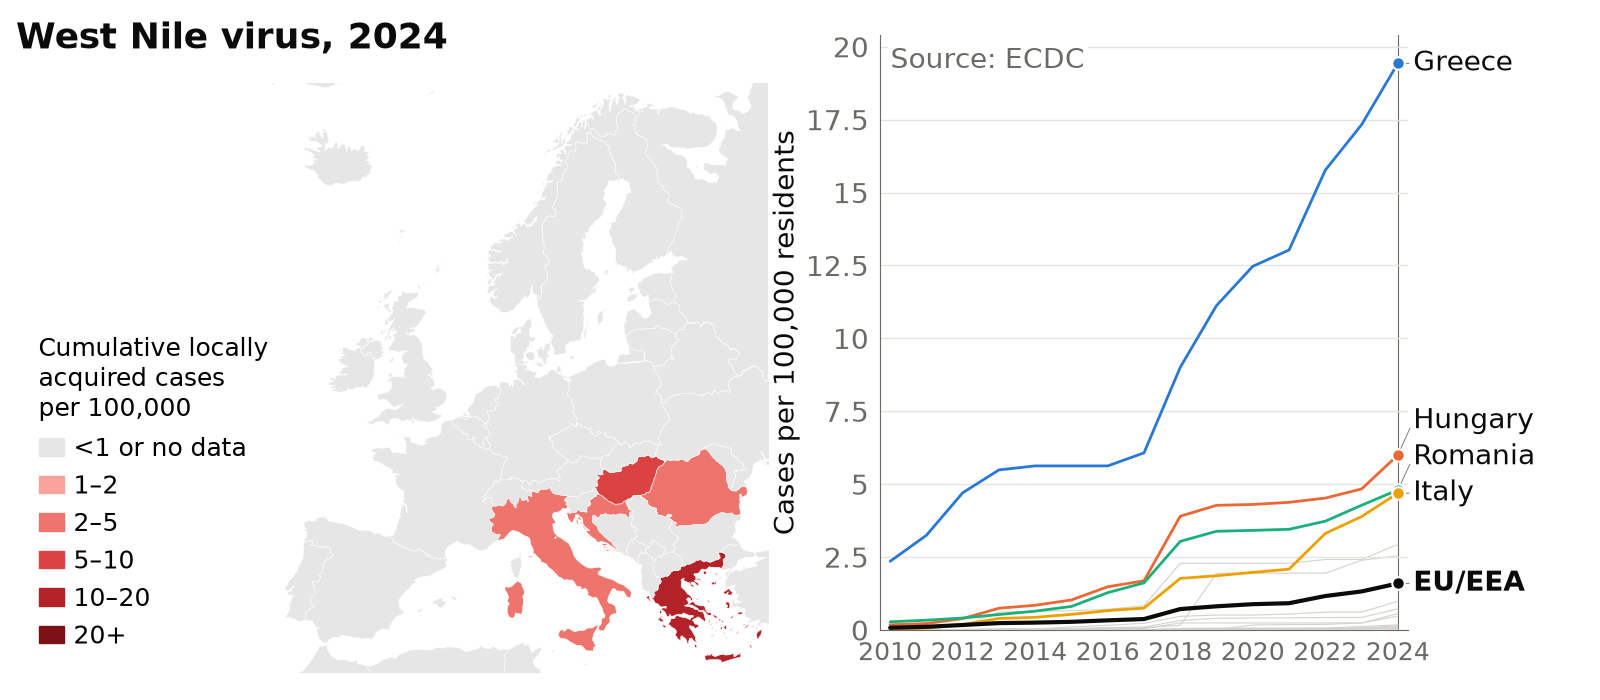 West Nile virus, 2024
Cumulative locally
acquired cases
per 100,000
<1 or no data
1–2
2–5
5–10
10–20
20+
Cases per 100,000 residents
Source: ECDC
20
17.5
15
12.5
10
7.5
5
2.5
0
2010 2012 2014 2016 2018 2020 2022 2024
Greece
Hungary
Romania
Italy
EU/EEA